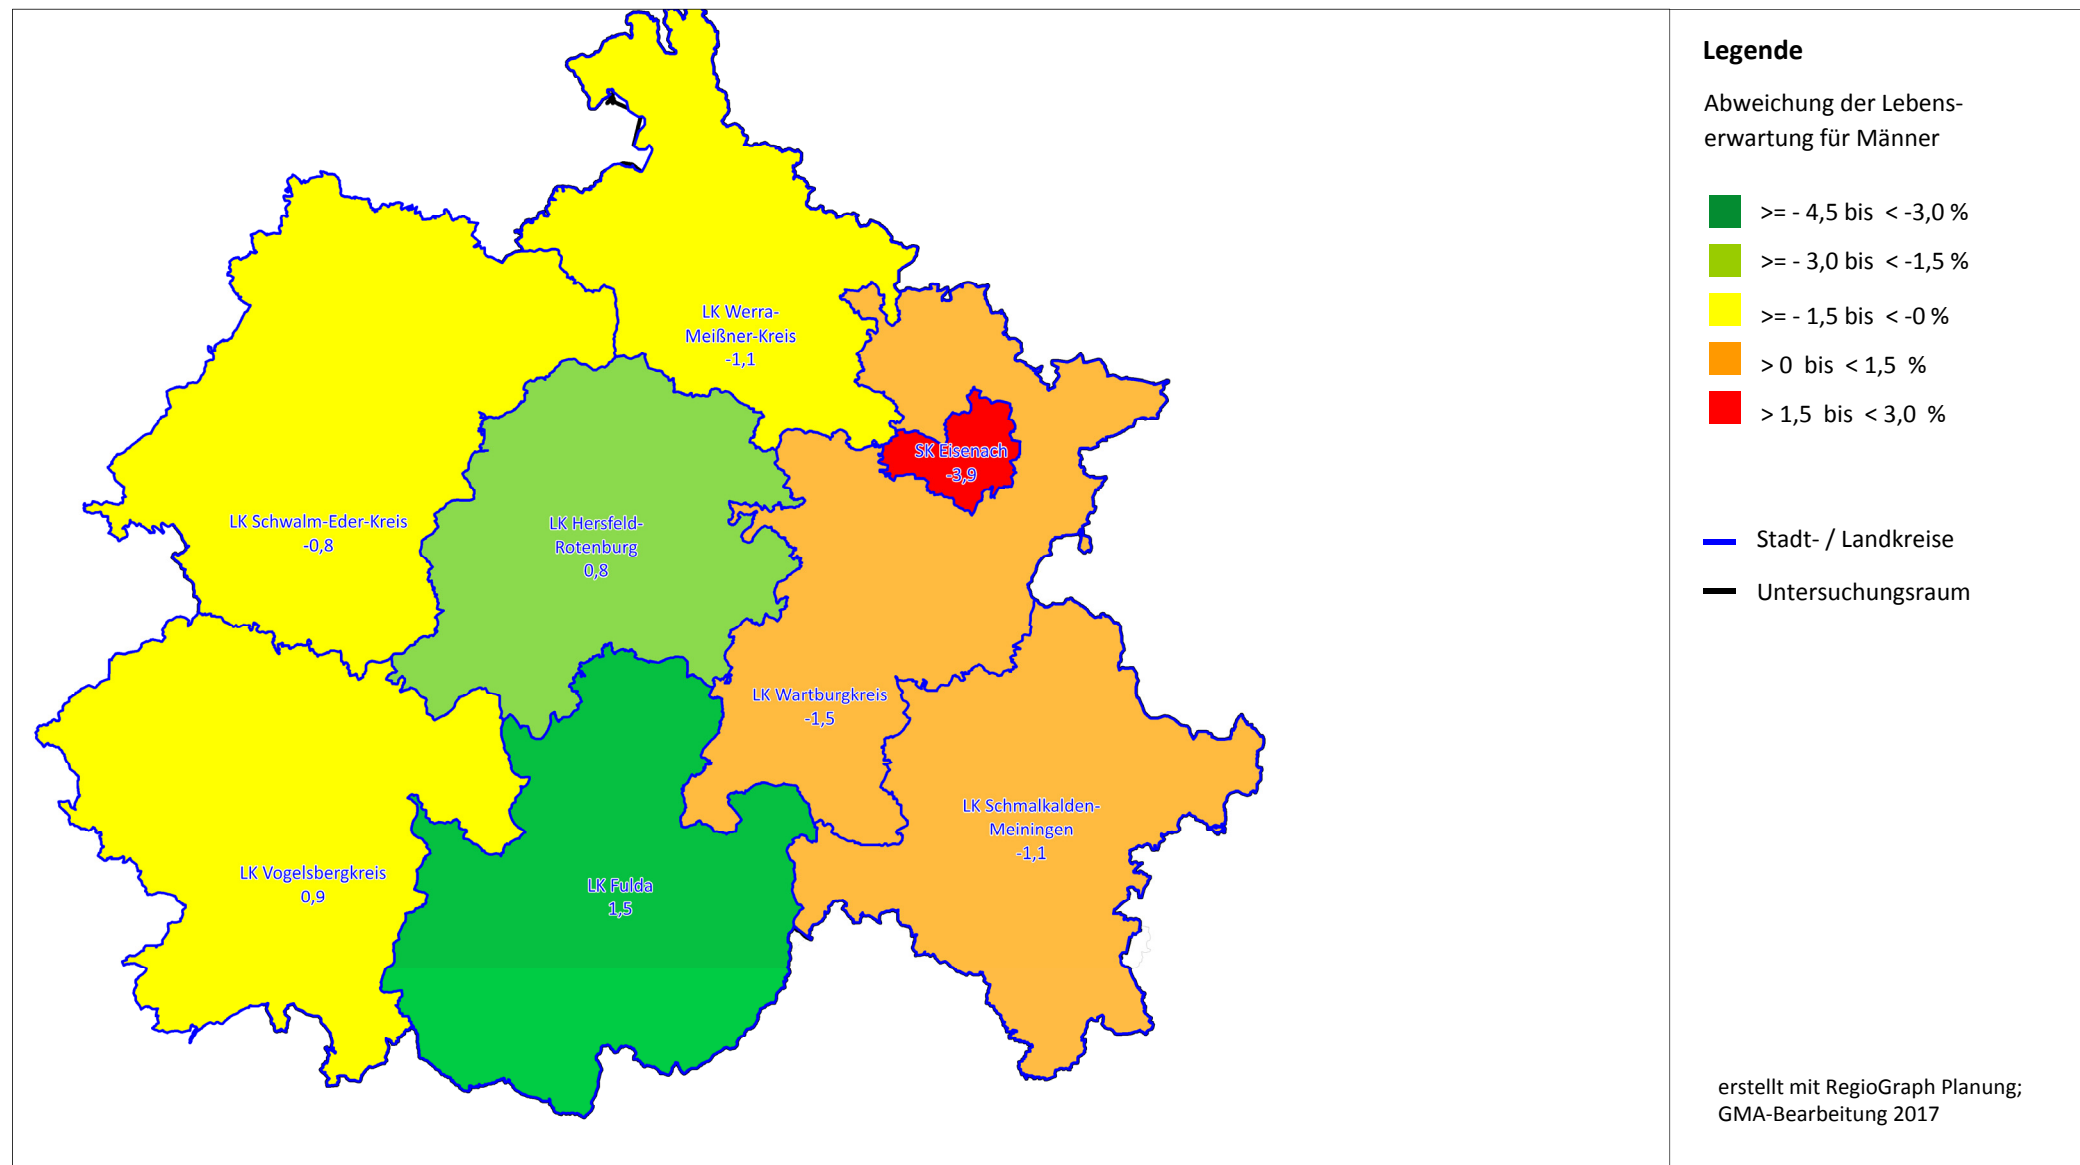 LK Werra-
Meißner-Kreis
-1,1
SK Eisenach
-3,9
LK Schwalm-Eder-Kreis
-0,8
LK Hersfeld-
Rotenburg
0,8
LK Wartburgkreis
-1,5
LK Schmalkalden-
Meiningen
-1,1
LK Vogelsbergkreis
0,9
LK Fulda
1,5
Legende
Abweichung der Lebens-
erwartung für Männer
>= - 4,5 bis < -3,0 %
>= - 3,0 bis < -1,5 %
>= - 1,5 bis < -0 %
> 0 bis < 1,5 %
> 1,5 bis < 3,0 %
Stadt- / Landkreise
Untersuchungsraum
erstellt mit RegioGraph Planung;
GMA-Bearbeitung 2017